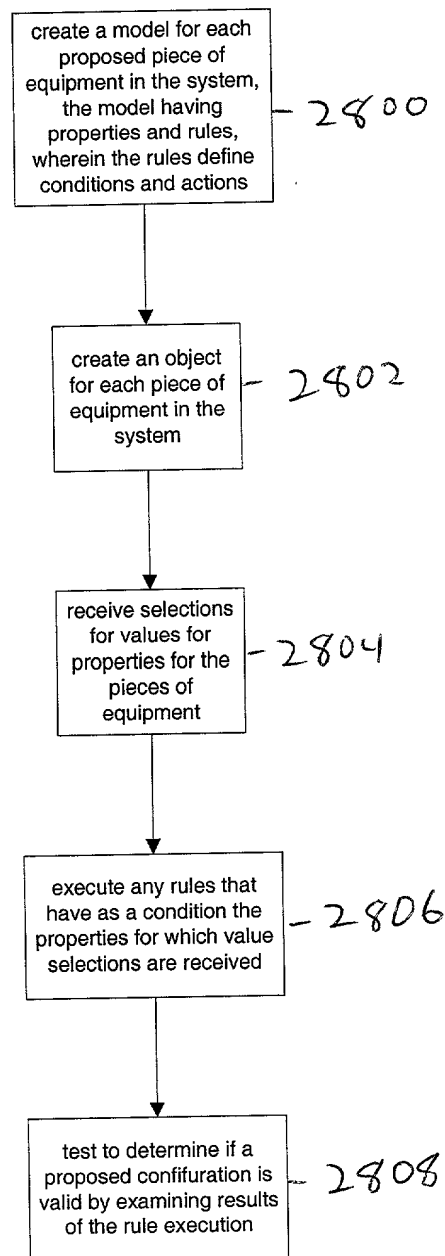 create a model for each
proposed piece of
equipment in the system,
the model having
properties and rules,
wherein the rules define
conditions and actions
2800
create an object
for each piece of
equipment in the
system
2802
receive selections
for values for
properties for the
pieces of
equipment
2804
execute any rules that
have as a condition the
properties for which value
selections are received
2806
test to determine if a
proposed confifuration is
valid by examining results
of the rule execution
2808